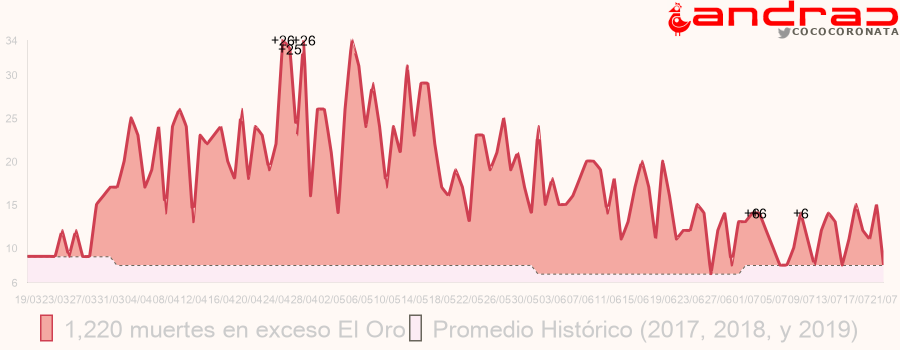 andrac
COCOCORONATA
+26 +26
+25
34
30
25
20
15
10
6
+6 +6
19/03 23/03 27/03 31/03 04/04 08/04 12/04 16/04 20/04 24/04 28/04 02/05 06/05 10/05 14/05 18/05 22/05 26/05 30/05 03/06 07/06 11/06 15/06 19/06 23/06 27/06 01/07 05/07 09/07 13/07 17/07 21/07
1,220 muertes en exceso El Oro Promedio Histórico (2017, 2018, y 2019)